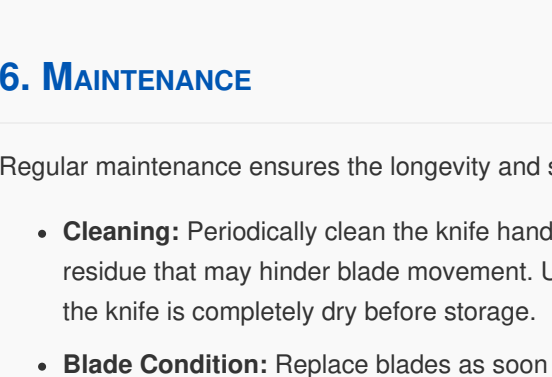 6. Maintenance
Regular maintenance ensures the longevity and
• Cleaning: Periodically clean the knife
residue that may hinder blade movement.
the knife is completely dry before storage.
• Blade Condition: Replace blades as soon